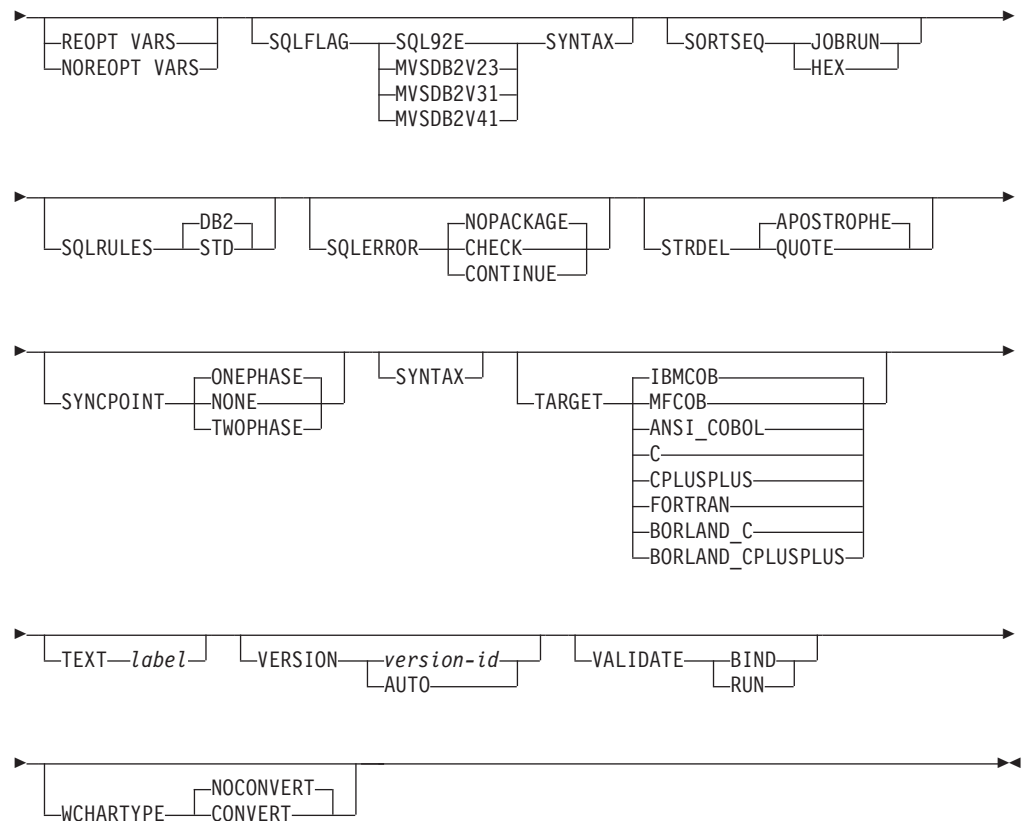 REOPT VARS SQLFLAG SQL92E SYNTAX SORTSEQ JOBRUN
NOREOPT VARS MVSDB2V23 HEX
MVSDB2V31
MVSDB2V41
DB2 NOPACKAGE APOSTROPHE
SQLRULES STD SQLERROR CHECK STRDEL QUOTE
CONTINUE
ONEPHASE SYNTAX IBMCOB
SYNCPOINT NONE TARGET MFCOB
TWOPHASE ANSI_COBOL
C
CPLUSPLUS
FORTRAN
BORLAND_C
BORLAND_CPLUSPLUS
TEXT label VERSION version-id VALIDATE BIND
AUTO RUN
NOCONVERT
WCHARTYPE CONVERT